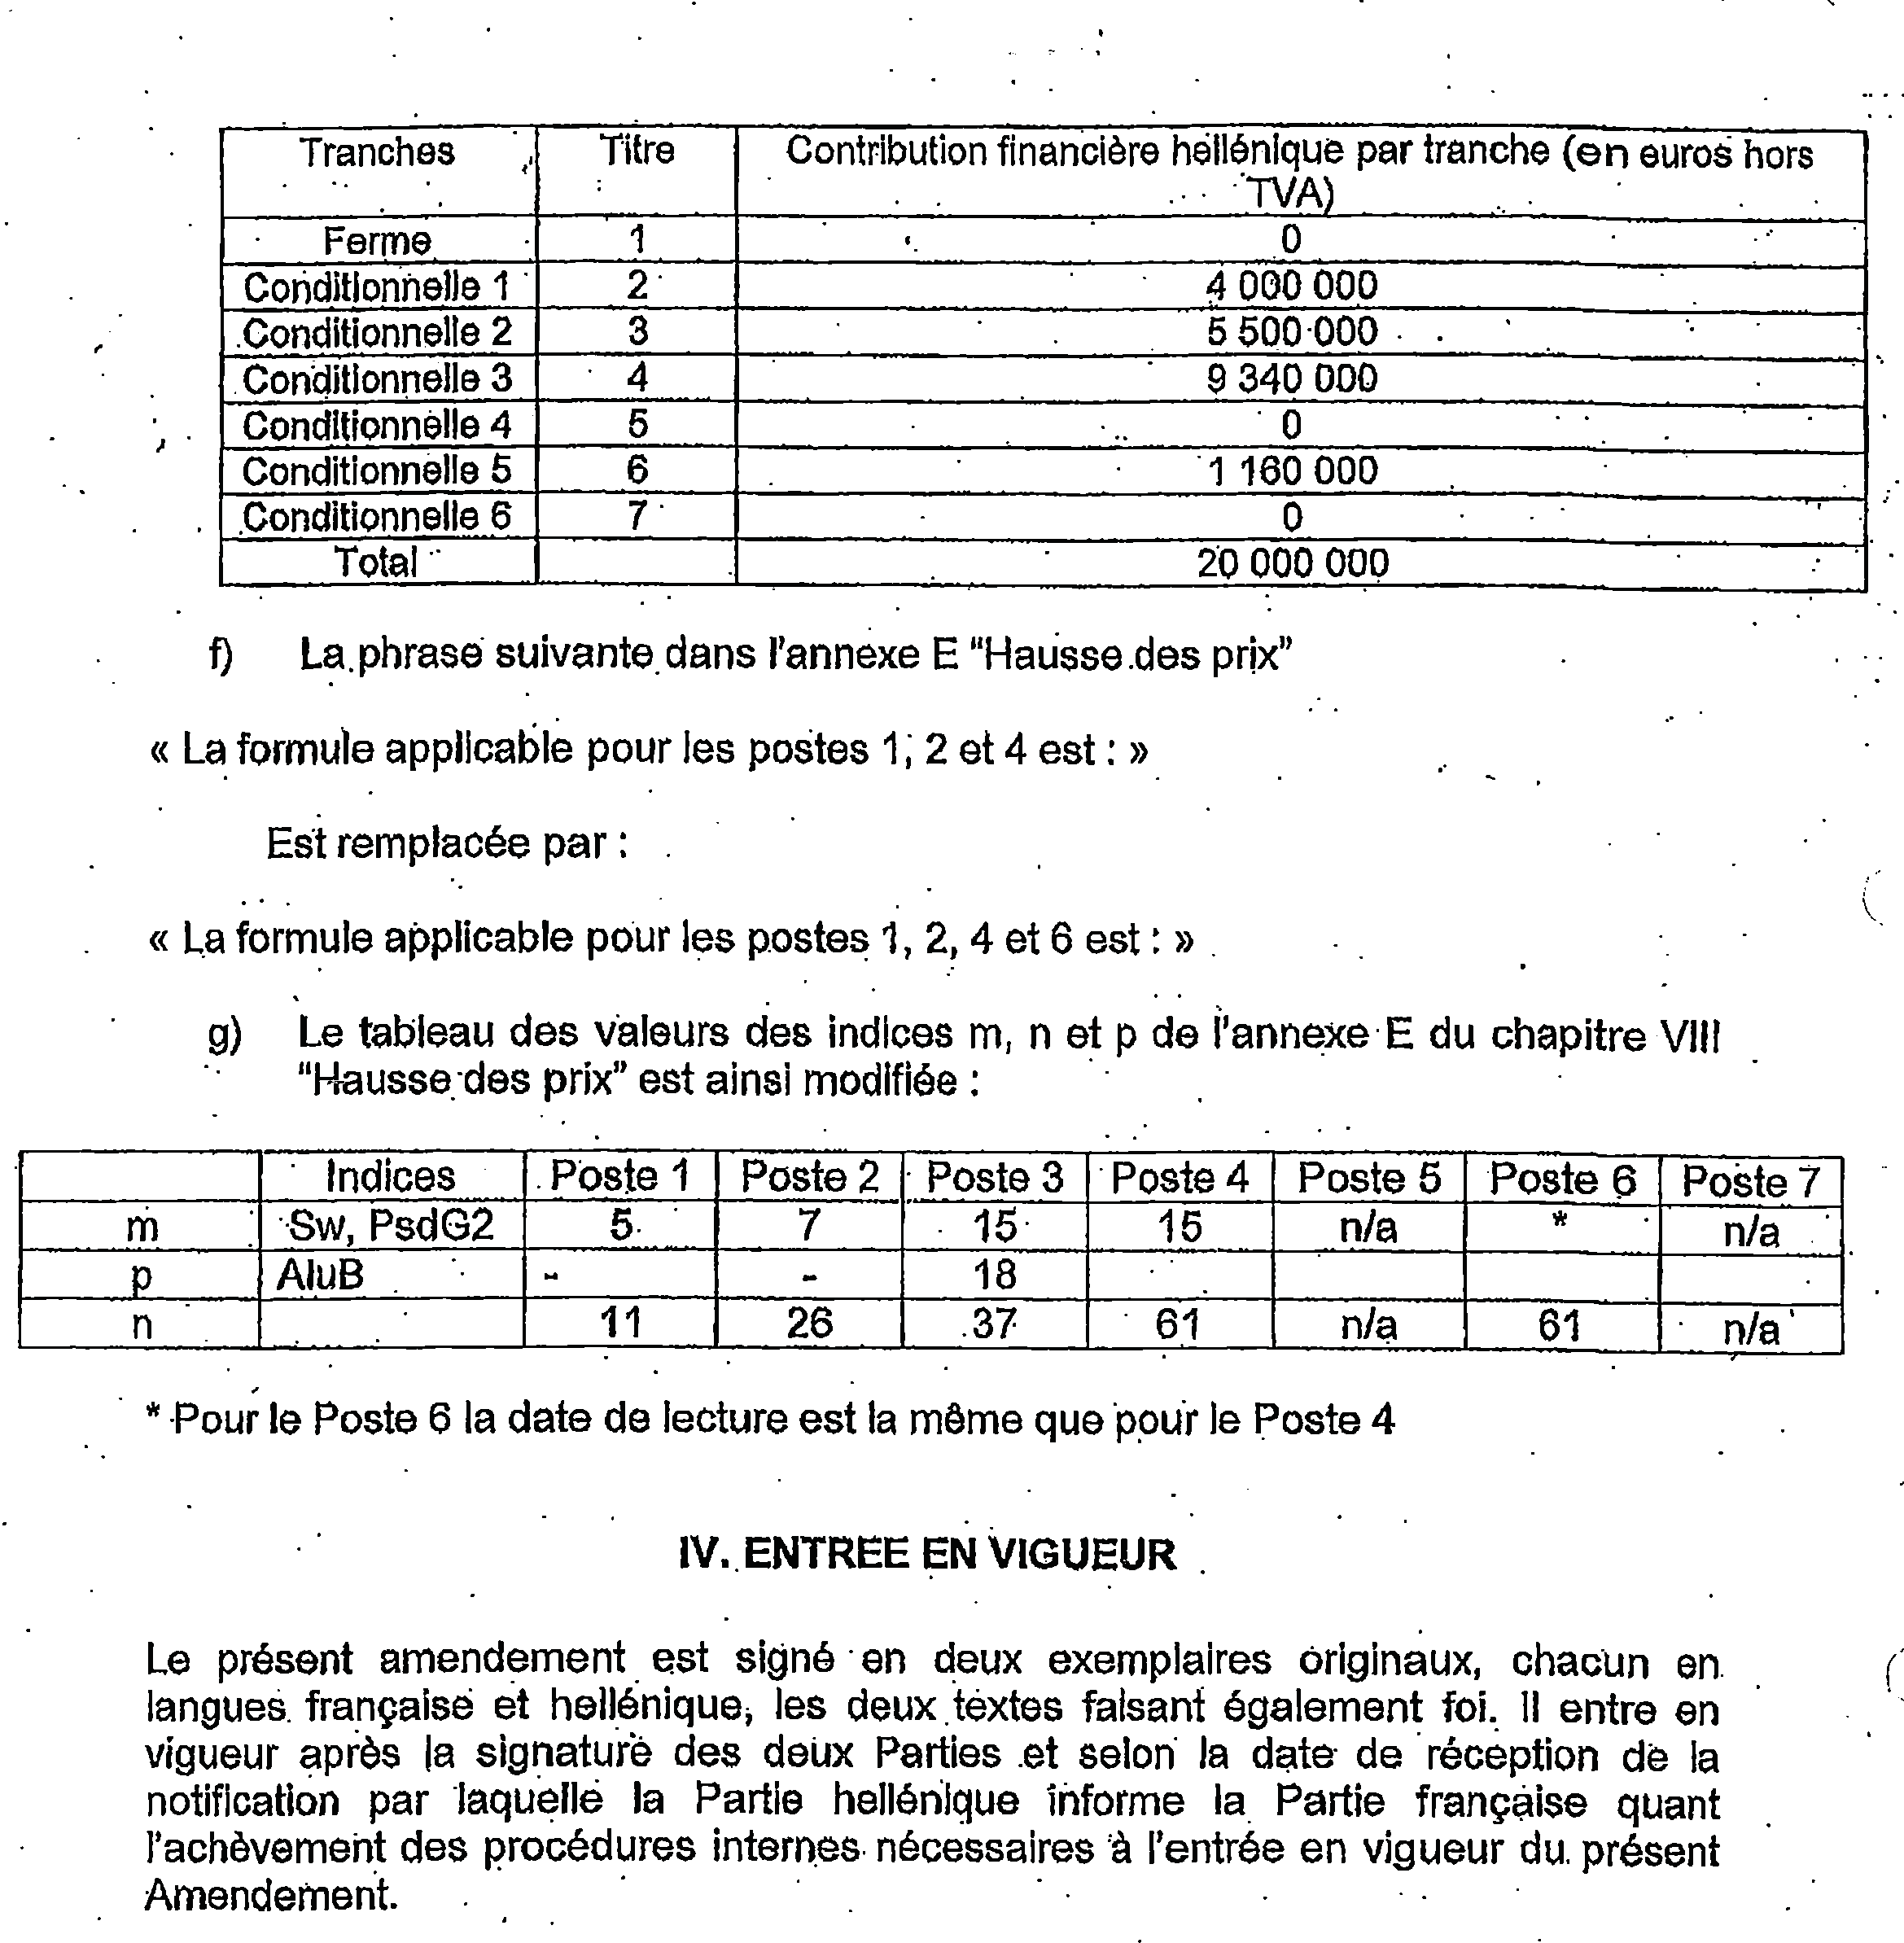 Tranches Titre Contribution financière hellénique par tranche (en euros hors
TVA)
Ferme 1 0
Conditionnelle 1 2 4 000 000
Conditionnelle 2 3 5 500 000
Conditionnelle 3 4 9 340 000
Conditionnelle 4 5 0
Conditionnelle 5 6 1 160 000
Conditionnelle 6 7 0
Total 20 000 000
f) La phrase suivante dans l'annexe E "Hausse des prix"
« La formule applicable pour les postes 1, 2 et 4 est : »
Est remplacée par :
« La formule applicable pour les postes 1, 2, 4 et 6 est : »
g) Le tableau des valeurs des indices m, n et p de l'annexe E du chapitre VIII
"Hausse des prix" est ainsi modifiée :
Indices Poste 1 Poste 2 Poste 3 Poste 4 Poste 5 Poste 6 Poste 7
m Sw, PsdG2 5 7 15 15 n/a * n/a
p AluB - - 18
n 11 26 37 61 n/a 61 n/a
* Pour le Poste 6 la date de lecture est la même que pour le Poste 4
IV. ENTREE EN VIGUEUR
Le présent amendement est signé en deux exemplaires originaux, chacun en
langues française et hellénique, les deux textes faisant également foi. Il entre en
vigueur après la signature des deux Parties et selon la date de réception de la
notification par laquelle la Partie hellénique informe la Partie française quant
l'achèvement des procédures internes nécessaires à l'entrée en vigueur du présent
Amendement.